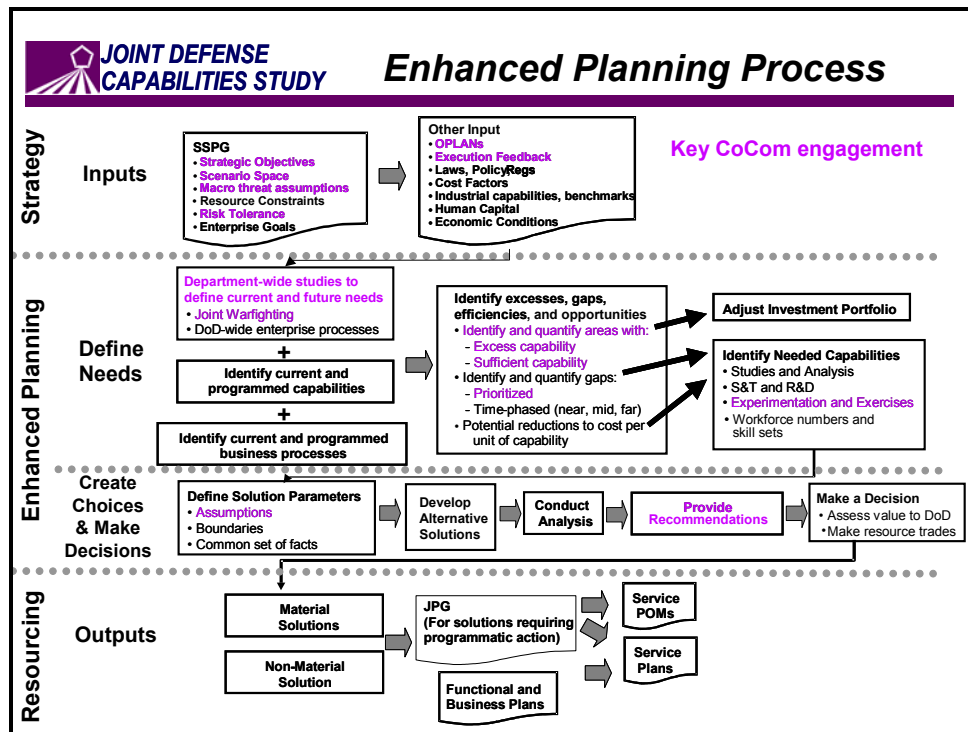 JOINT DEFENSE
CAPABILITIES STUDY
Enhanced Planning Process
Strategy
Inputs
SSPG
• Strategic Objectives
• Scenario Space
• Macro threat assumptions
• Resource Constraints
• Risk Tolerance
• Enterprise Goals
Other Input
• OPLANs
• Execution Feedback
• Laws, Policy,Regs
• Cost Factors
• Industrial capabilities, benchmarks
• Human Capital
• Economic Conditions
Key CoCom engagement
Enhanced Planning
Define
Needs
Department-wide studies to
define current and future needs
• Joint Warfighting
• DoD-wide enterprise processes
+
Identify current and
programmed capabilities
+
Identify current and programmed
business processes
Identify excesses, gaps,
efficiencies, and opportunities
• Identify and quantify areas with:
- Excess capability
- Sufficient capability
• Identify and quantify gaps:
- Prioritized
- Time-phased (near, mid, far)
• Potential reductions to cost per
unit of capability
Adjust Investment Portfolio
Identify Needed Capabilities
• Studies and Analysis
• S&T and R&D
• Experimentation and Exercises
• Workforce numbers and
skill sets
Create
Choices
& Make
Decisions
Define Solution Parameters
• Assumptions
• Boundaries
• Common set of facts
Develop
Alternative
Solutions
Conduct
Analysis
Provide
Recommendations
Make a Decision
• Assess value to DoD
• Make resource trades
Resourcing
Outputs
Material
Solutions
Non-Material
Solution
JPG
(For solutions requiring
programmatic action)
Functional and
Business Plans
Service
POMs
Service
Plans